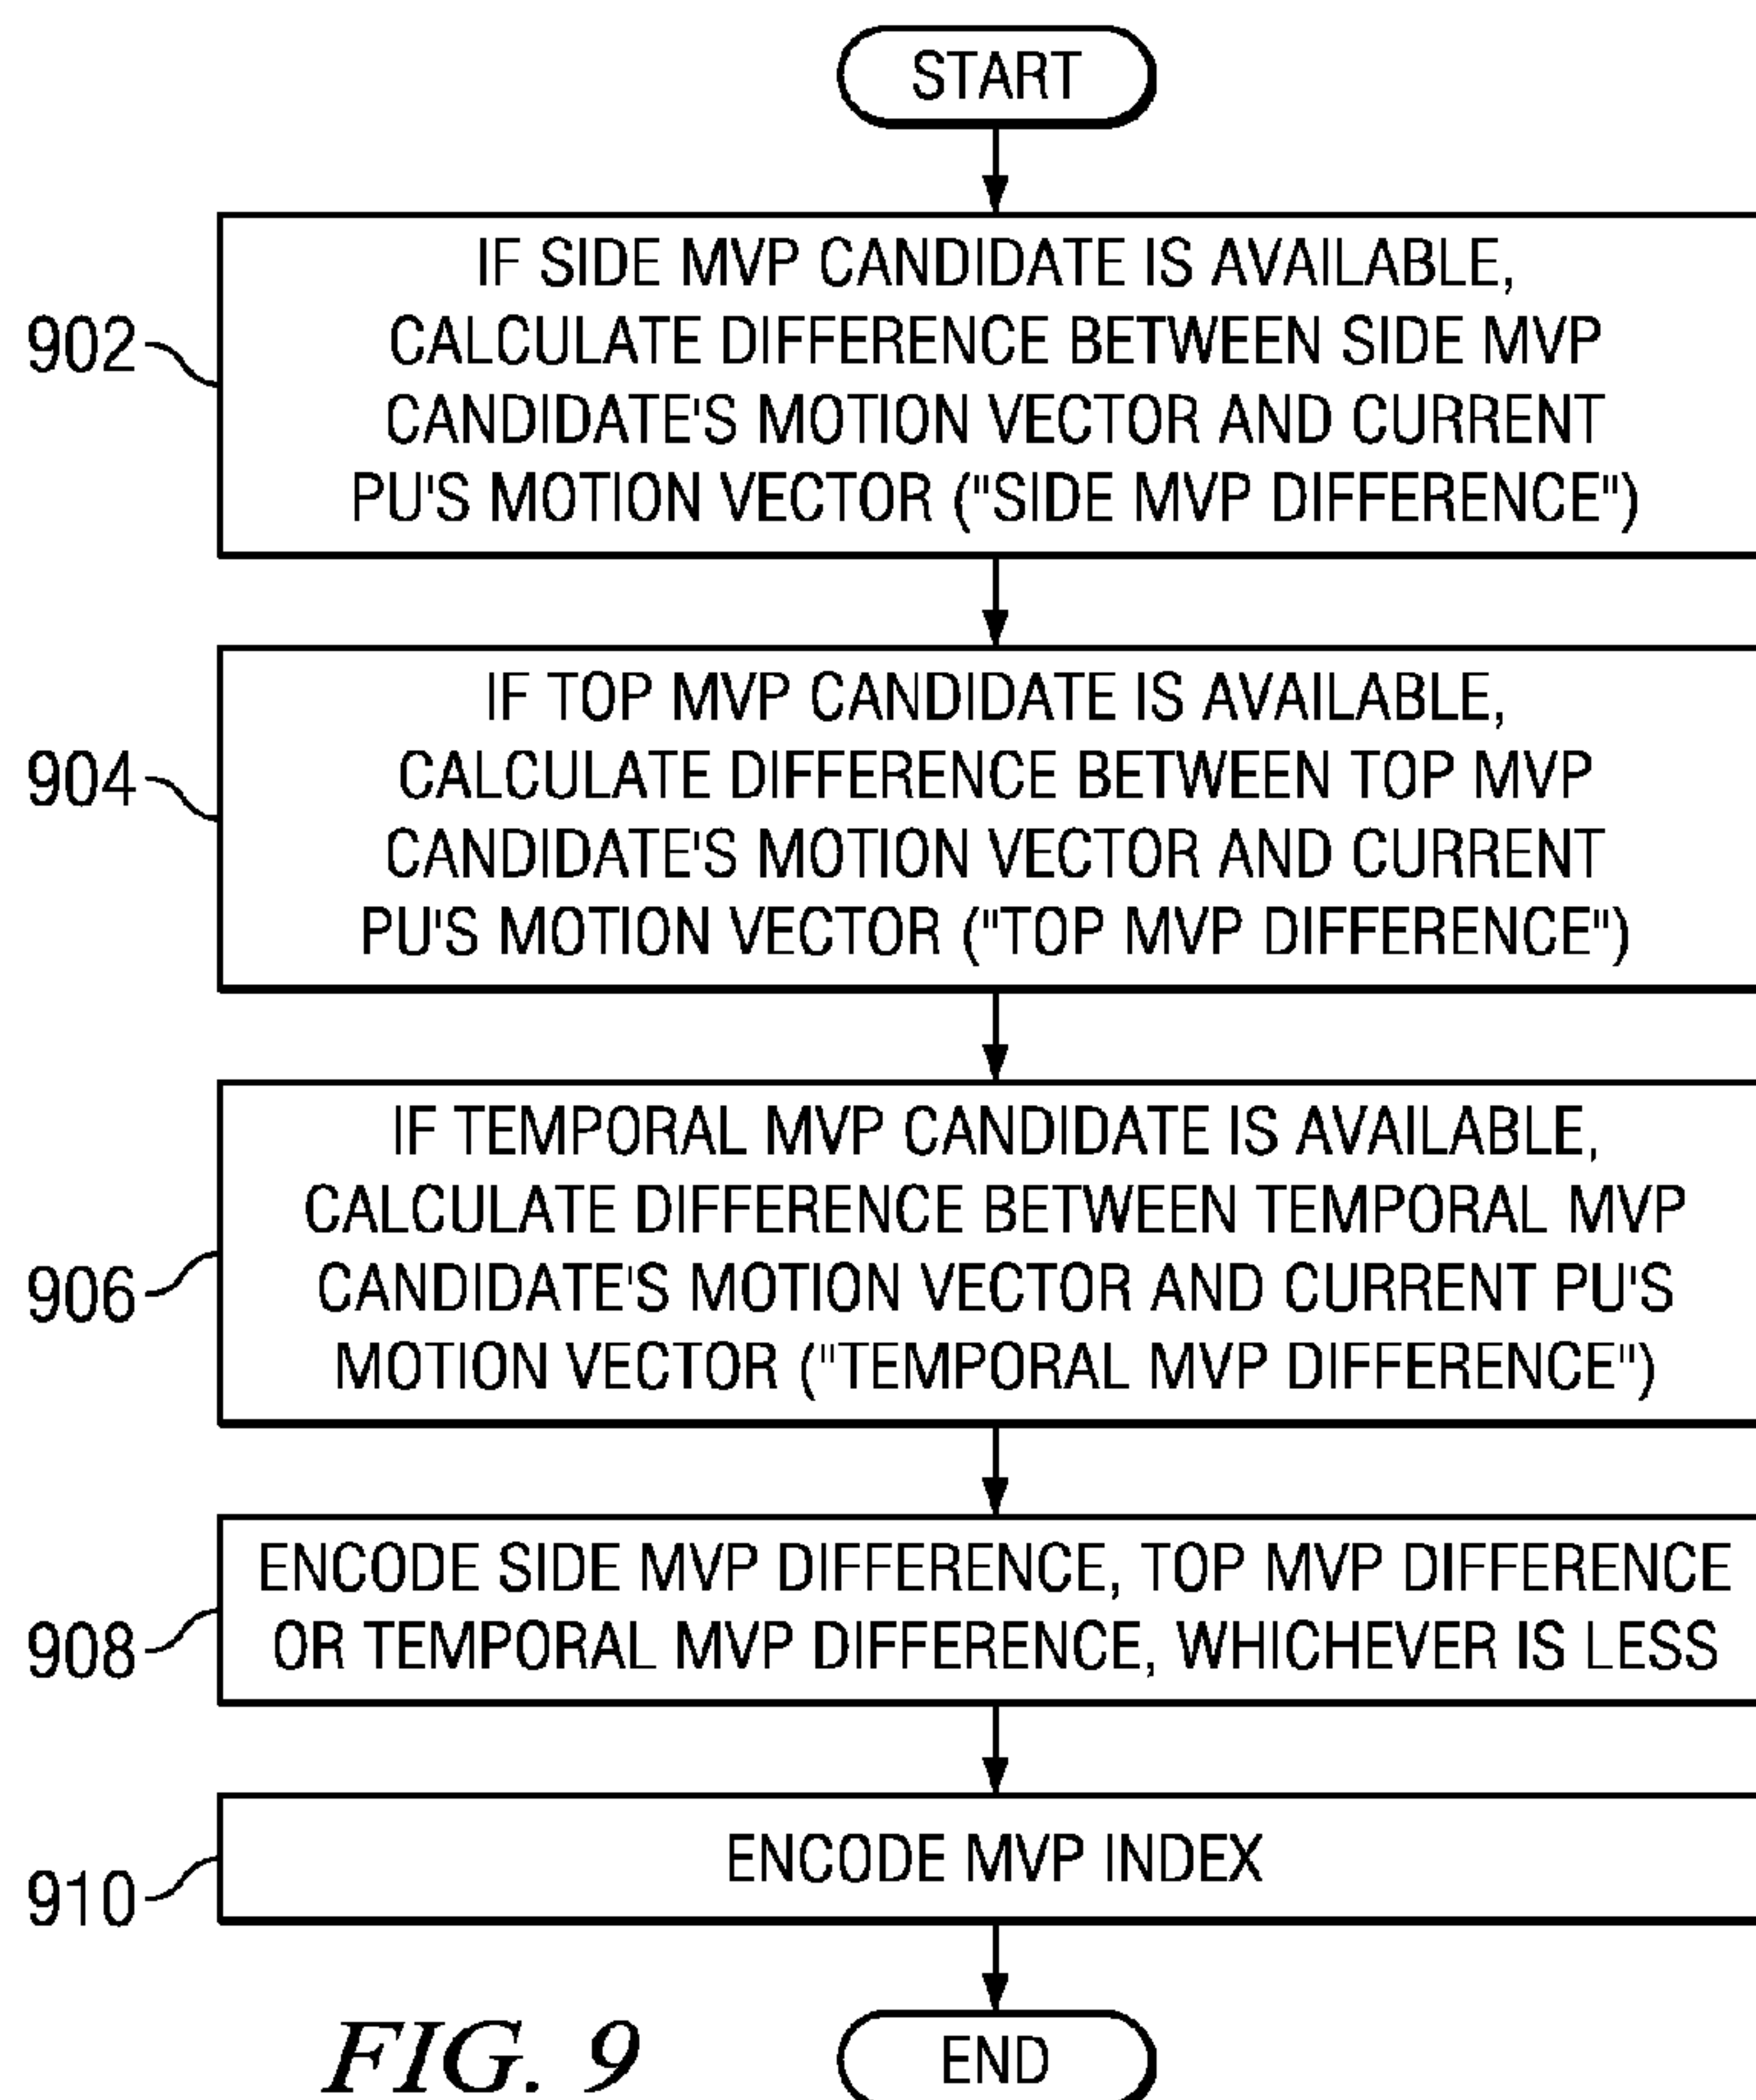 START
902
IF SIDE MVP CANDIDATE IS AVAILABLE,
CALCULATE DIFFERENCE BETWEEN SIDE MVP
CANDIDATE'S MOTION VECTOR AND CURRENT
PU'S MOTION VECTOR ("SIDE MVP DIFFERENCE")
904
IF TOP MVP CANDIDATE IS AVAILABLE,
CALCULATE DIFFERENCE BETWEEN TOP MVP
CANDIDATE'S MOTION VECTOR AND CURRENT
PU'S MOTION VECTOR ("TOP MVP DIFFERENCE")
906
IF TEMPORAL MVP CANDIDATE IS AVAILABLE,
CALCULATE DIFFERENCE BETWEEN TEMPORAL MVP
CANDIDATE'S MOTION VECTOR AND CURRENT PU'S
MOTION VECTOR ("TEMPORAL MVP DIFFERENCE")
908
ENCODE SIDE MVP DIFFERENCE, TOP MVP DIFFERENCE
OR TEMPORAL MVP DIFFERENCE, WHICHEVER IS LESS
910
ENCODE MVP INDEX
FIG. 9
END